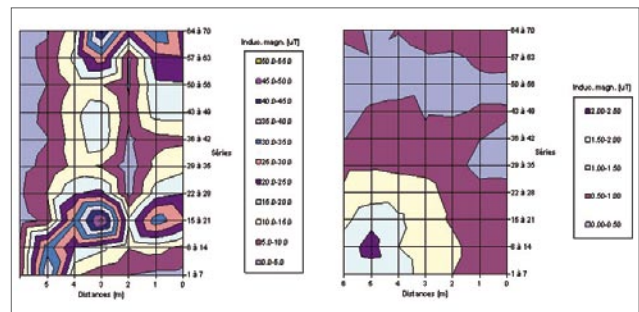 Induc. magn. [uT]
50.0-55.0
45.0-50.0
40.0-45.0
35.0-40.0
30.0-35.0
25.0-30.0
20.0-25.0
15.0-20.0
10.0-15.0
5.0-10.0
0.0-5.0
64 à 70
57 à 63
50 à 56
43 à 49
36 à 42
Séries
29 à 35
22 à 28
15 à 21
8 à 14
1 à 7
6 5 4 3 2 1 0
Distances [m]
Induc. magn. [uT]
2.00-2.50
1.50-2.00
1.00-1.50
0.50-1.00
0.00-0.50
64 à 70
57 à 63
50 à 56
43 à 49
36 à 42
Séries
29 à 35
22 à 28
15 à 21
8 à 14
1 à 7
6 5 4 3 2 1 0
Distances [m]